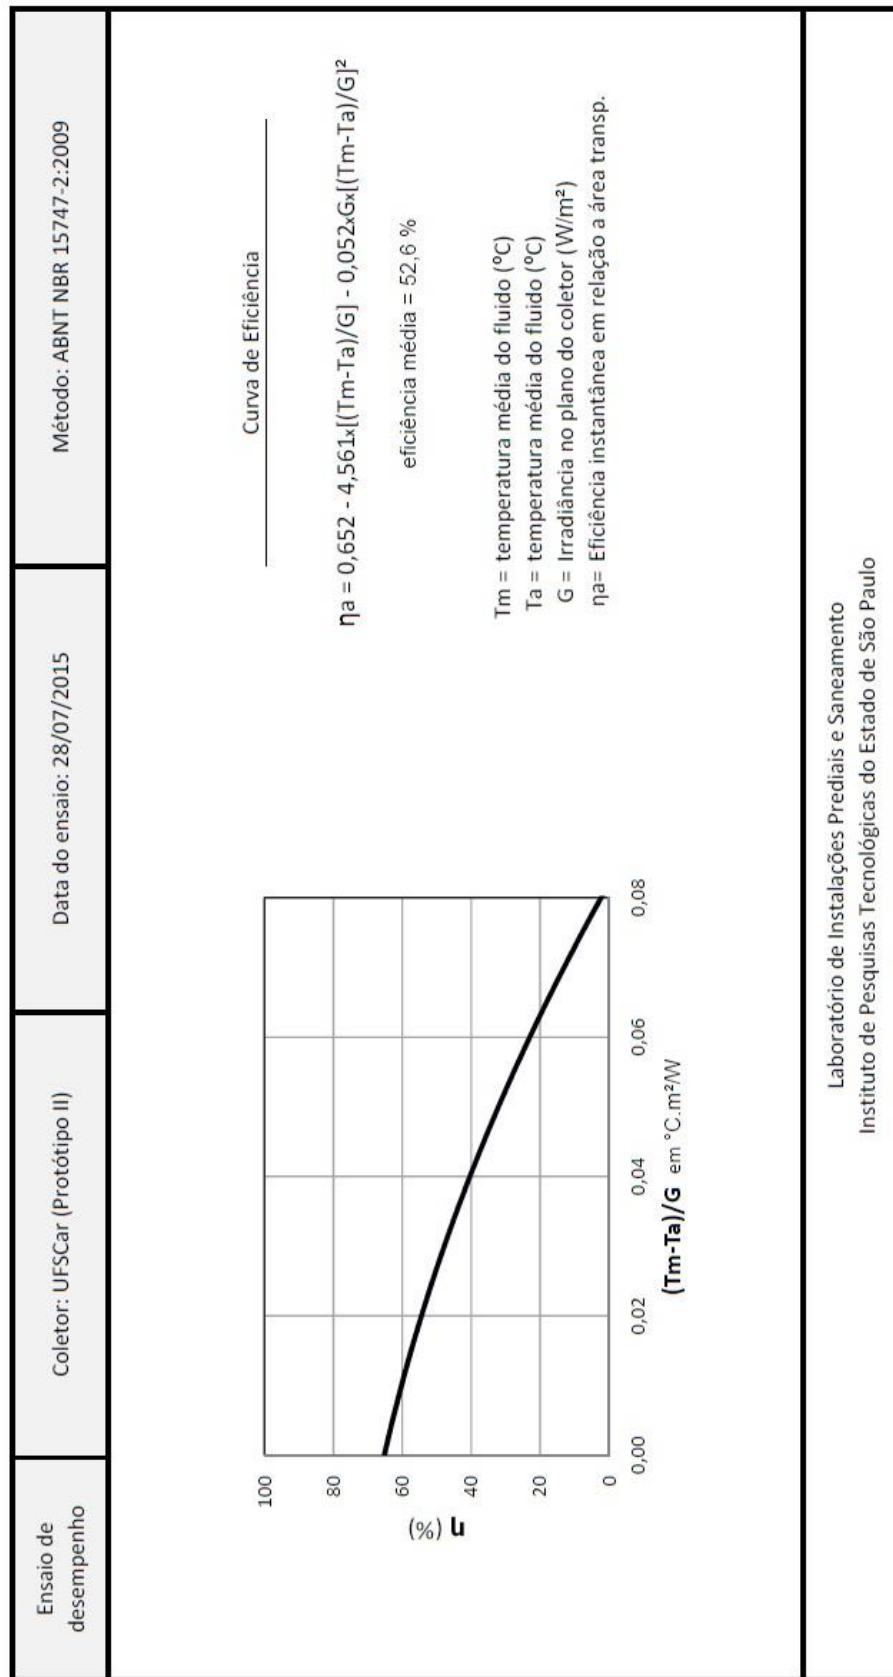 Ensaio de
desempenho
Coletor: UFSCar (Protótipo II)
Data do ensaio: 28/07/2015
Método: ABNT NBR 15747-2:2009
100
80
60
40
20
0
η (%)
0,00
0,02
0,04
0,06
0,08
(Tm-Ta)/G em °C.m²/W
Curva de Eficiência
ηa = 0,652 - 4,561x[(Tm-Ta)/G] - 0,052xGx[(Tm-Ta)/G]²
eficiência média = 52,6 %
Tm = temperatura média do fluido (°C)
Ta = temperatura média do fluido (°C)
G = Irradiância no plano do coletor (W/m²)
ηa= Eficiência instantânea em relação a área transp.
Laboratório de Instalações Prediais e Saneamento
Instituto de Pesquisas Tecnológicas do Estado de São Paulo